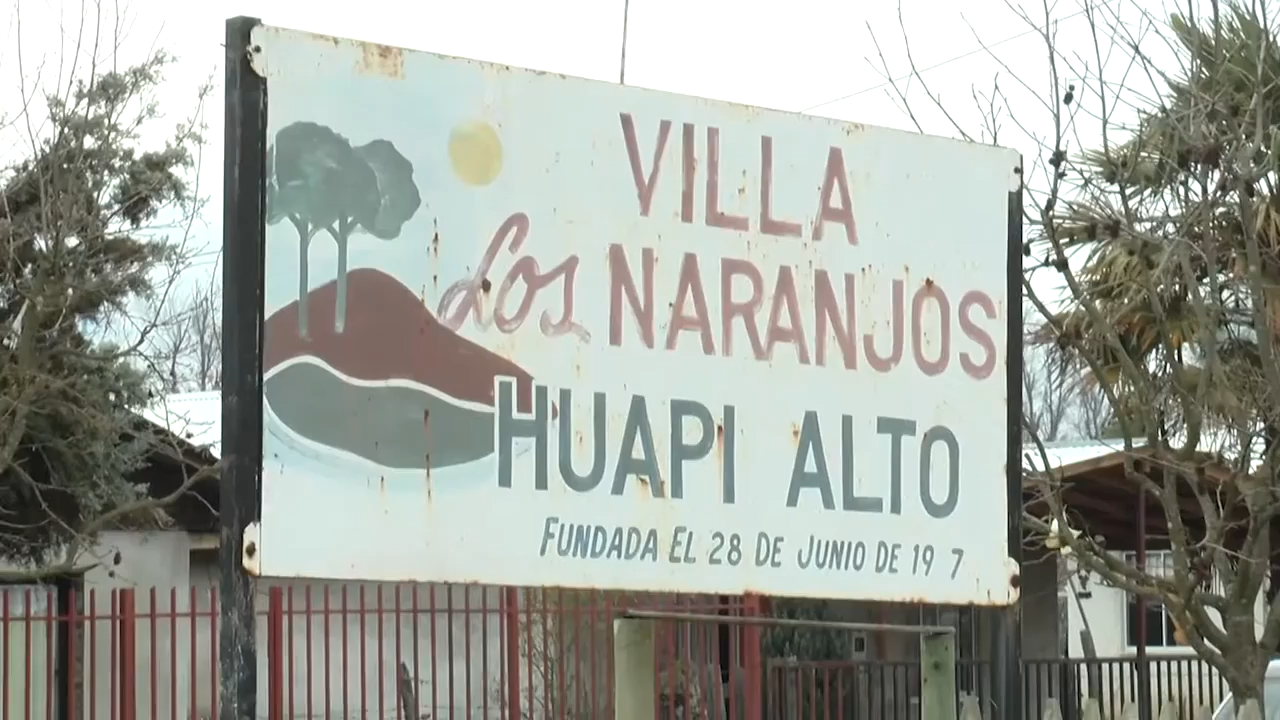 VILLA
Los NARANJOS
HUAPI ALTO
FUNDADA EL 28 DE JUNIO DE 19 7